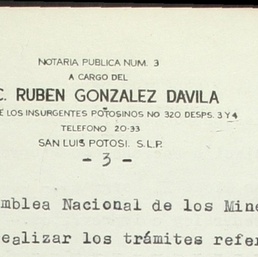 NOTARIA PUBLICA NUM. 3
A CARGO DEL
C. RUBEN GONZALEZ DAVILA
E LOS INSURGENTES POTOSINOS NO 320 DESPS. 3 Y 4
TELEFONO 20-33
SAN LUIS POTOSI. S.L.P.
- 3 -
mblea Nacional de los Mine
ealizar los trámites refer